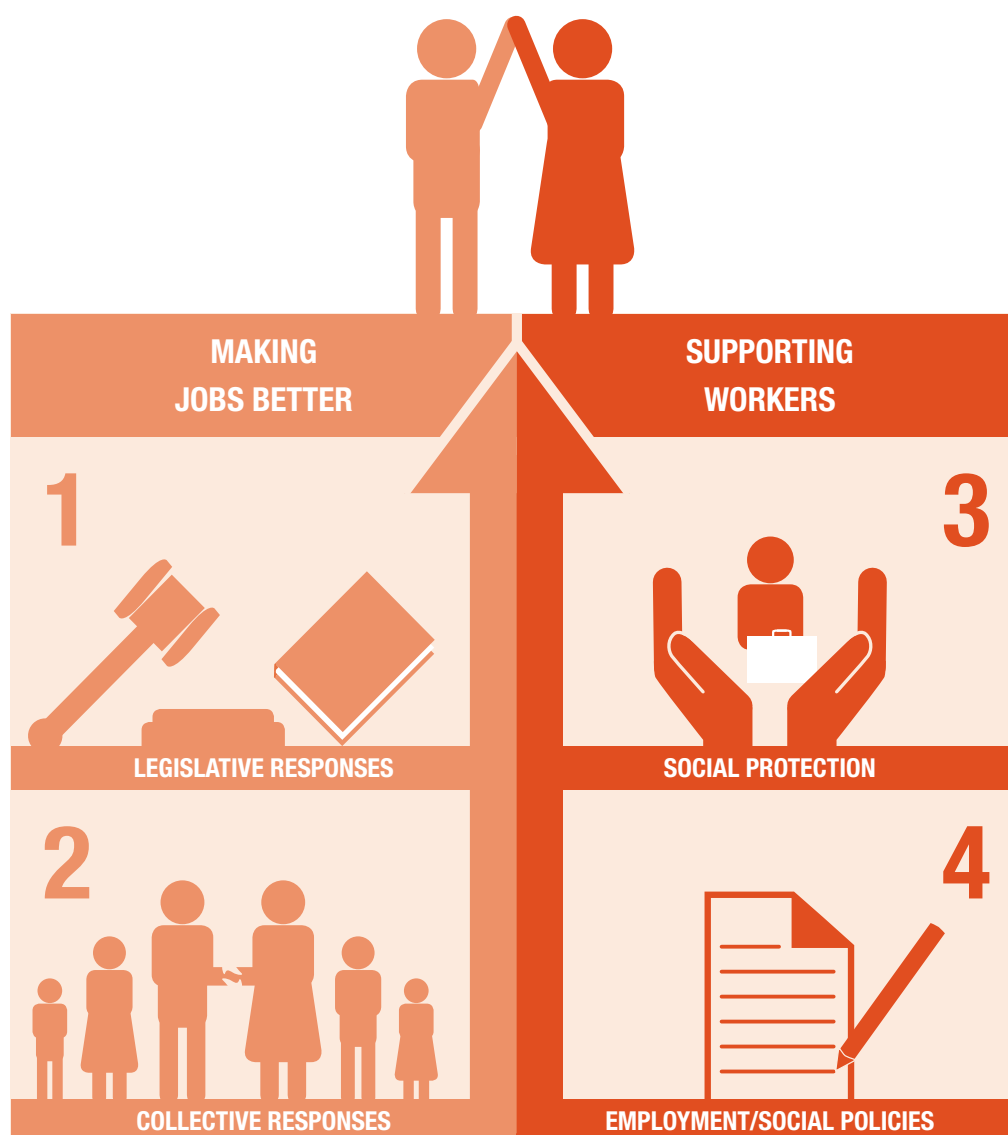 MAKING
JOBS BETTER
1
LEGISLATIVE RESPONSES
2
COLLECTIVE RESPONSES
SUPPORTING
WORKERS
3
SOCIAL PROTECTION
4
EMPLOYMENT/SOCIAL POLICIES